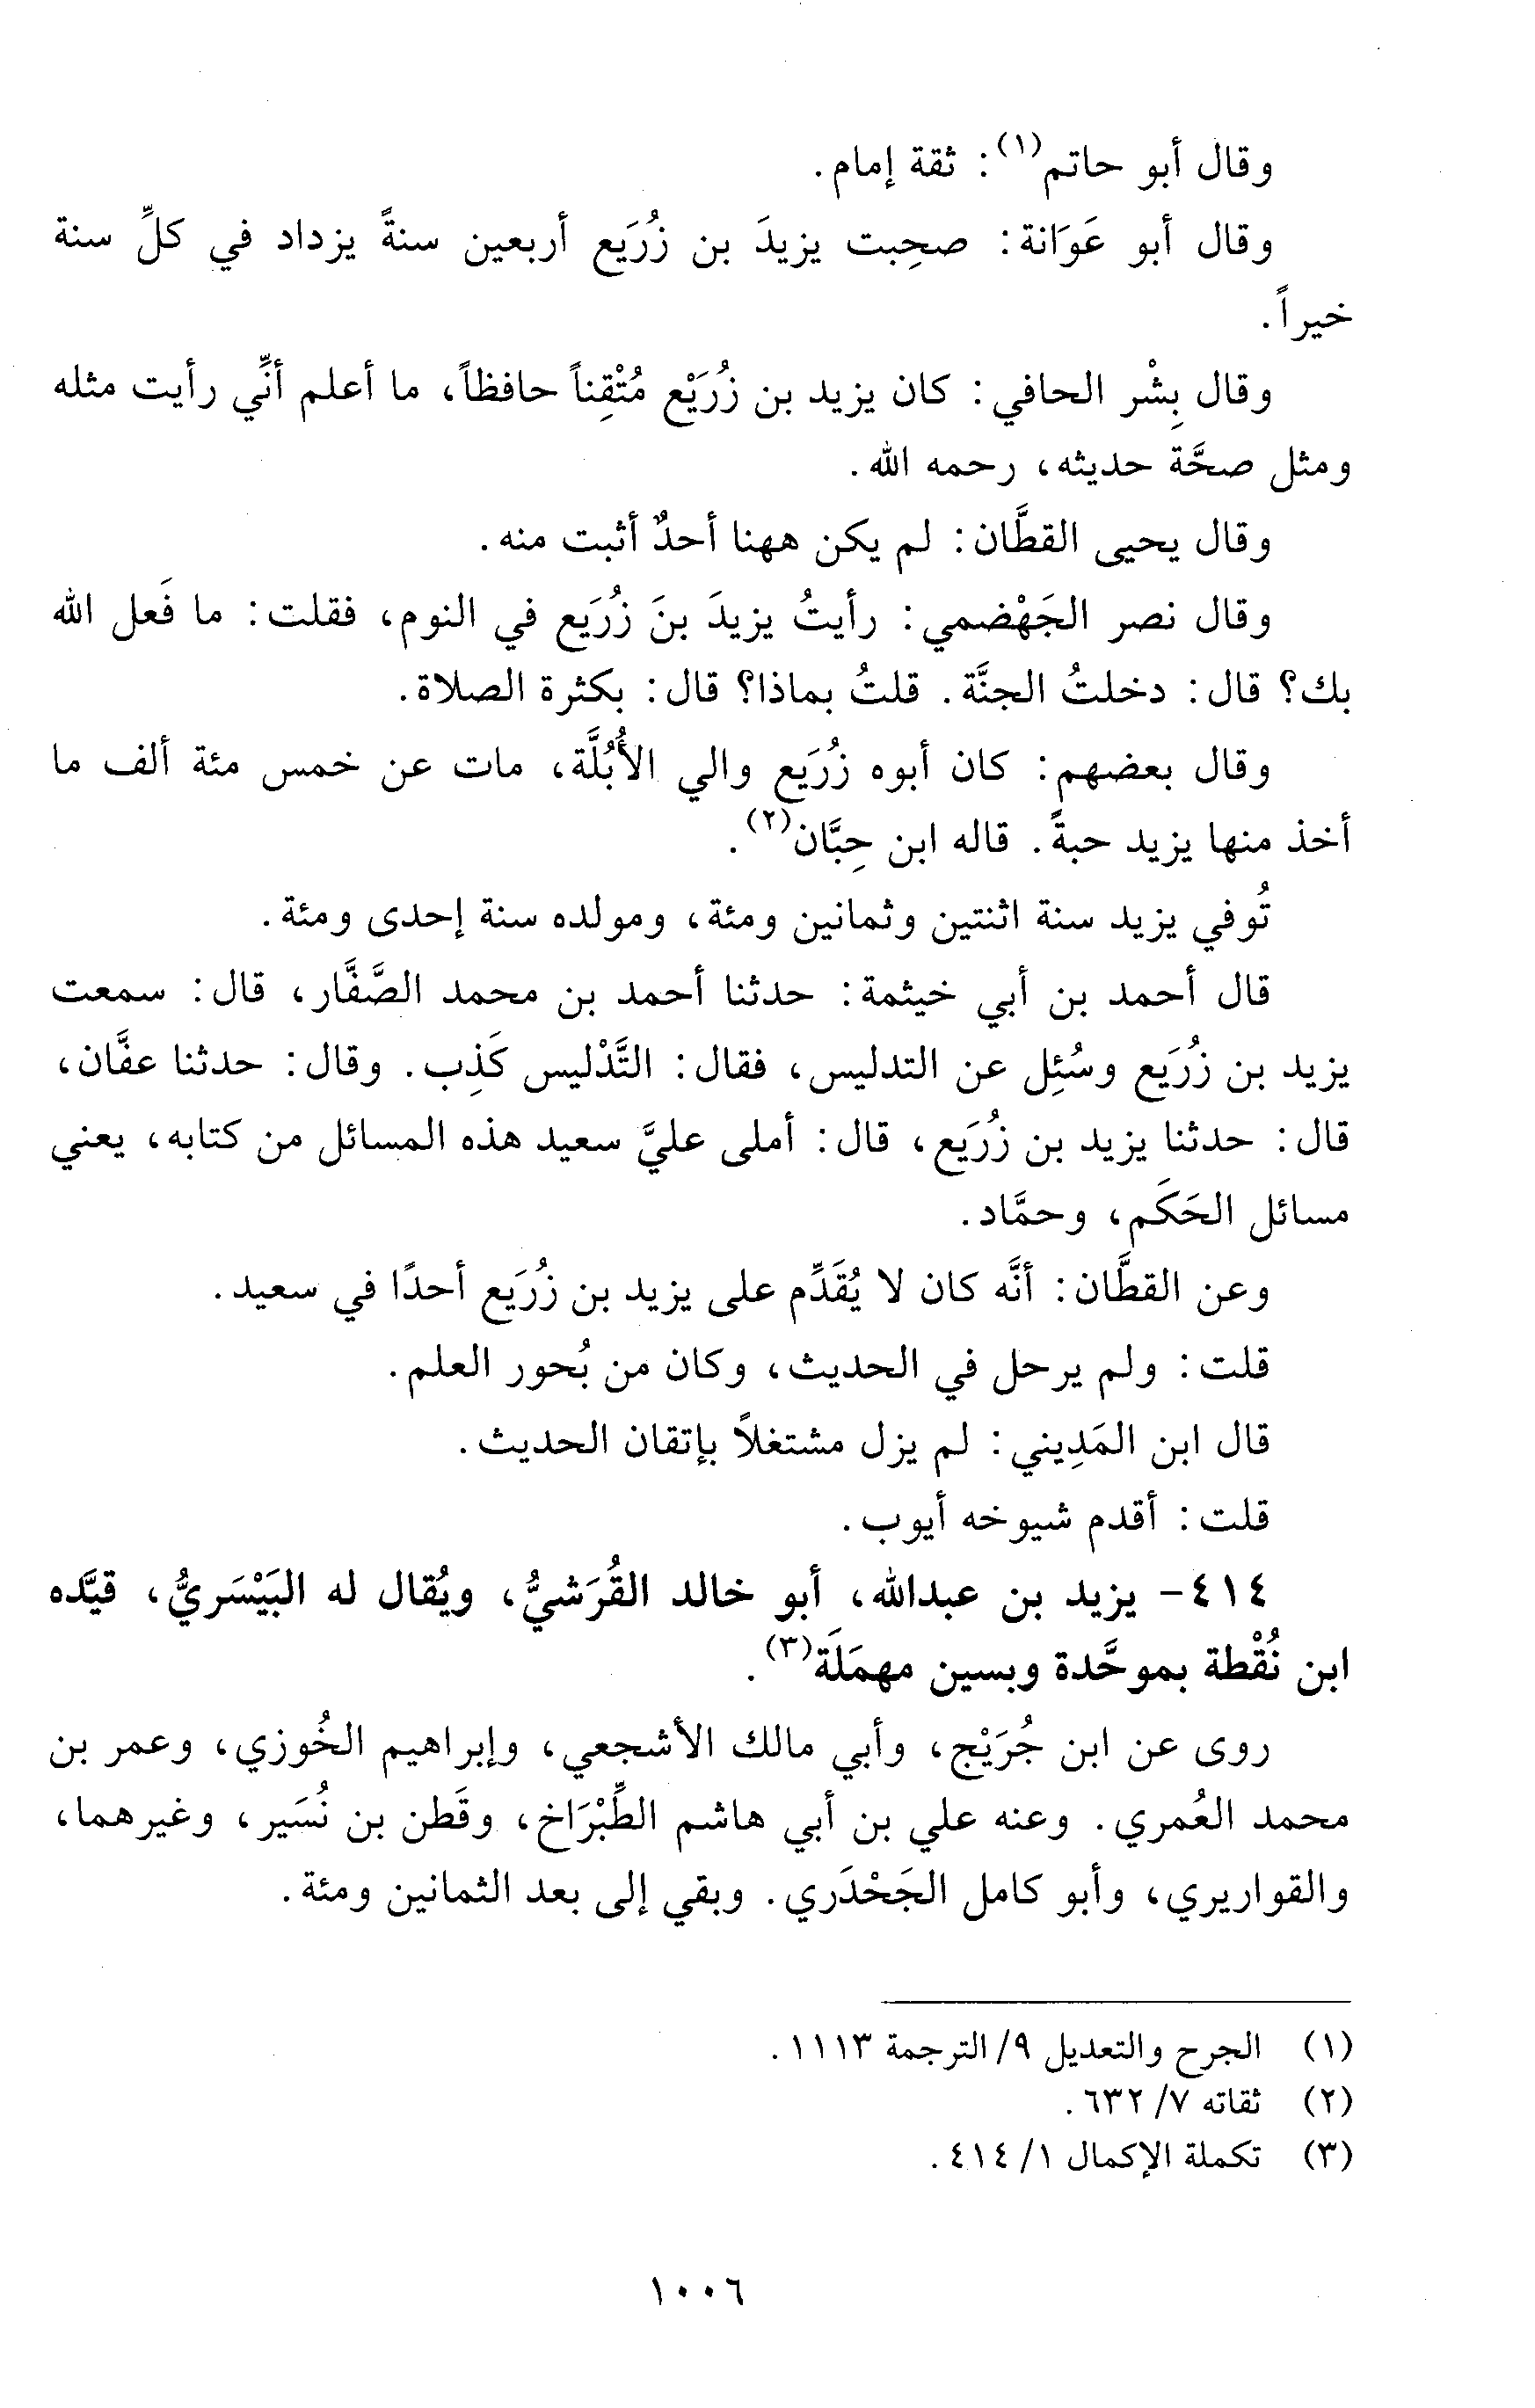 وقال أبو حاتم(١): ثقة إمام.
وقال أبو عَوَانة: صحِبت يزيدَ بن زُرَيع أربعين سنةً يزداد في كلِّ سنة
خيراً.
وقال بِشْر الحافي: كان يزيد بن زُرَيْع مُتْقِناً حافظاً، ما أعلم أنِّي رأيت مثله
ومثل صحَّة حديثه، رحمه الله.
وقال يحيى القطَّان: لم يكن ههنا أحدٌ أثبت منه.
وقال نصر الجَهْضمي: رأيتُ يزيدَ بنَ زُرَيع في النوم، فقلت: ما فَعل الله
بك؟ قال: دخلتُ الجنَّة. قلتُ بماذا؟ قال: بكثرة الصلاة.
وقال بعضهم: كان أبوه زُرَيع والي الأُبُلَّة، مات عن خمس مئة ألف ما
أخذ منها يزيد حبةً. قاله ابن حِبَّان(٢).
تُوفي يزيد سنة اثنتين وثمانين ومئة، ومولده سنة إحدى ومئة.
قال أحمد بن أبي خيثمة: حدثنا أحمد بن محمد الصَّفَّار، قال: سمعت
يزيد بن زُرَيع وسُئِل عن التدليس، فقال: التَّدْليس كَذِب. وقال: حدثنا عفَّان،
قال: حدثنا يزيد بن زُرَيع، قال: أملى عليَّ سعيد هذه المسائل من كتابه، يعني
مسائل الحَكَم، وحمَّاد.
وعن القطَّان: أنَّه كان لا يُقَدِّم على يزيد بن زُرَيع أحدًا في سعيد.
قلت: ولم يرحل في الحديث، وكان من بُحور العلم.
قال ابن المَدِيني: لم يزل مشتغلاً بإتقان الحديث.
قلت: أقدم شيوخه أيوب.
٤١٤- يزيد بن عبدالله، أبو خالد القُرَشيُّ، ويُقال له البَيْسَريُّ، قيَّده
ابن نُقْطة بموحَّدة وبسين مهمَلَة(٣).
روى عن ابن جُرَيْج، وأبي مالك الأشجعي، وإبراهيم الخُوزي، وعمر بن
محمد العُمري. وعنه علي بن أبي هاشم الطِّبْرَاخ، وقَطن بن نُسَير، وغيرهما،
والقواريري، وأبو كامل الجَحْدَري. وبقي إلى بعد الثمانين ومئة.
(١) الجرح والتعديل ٩/ الترجمة ١١١٣.
(٢) ثقاته ٧/ ٦٣٢.
(٣) تكملة الإكمال ١/ ٤١٤.
١٠٠٦